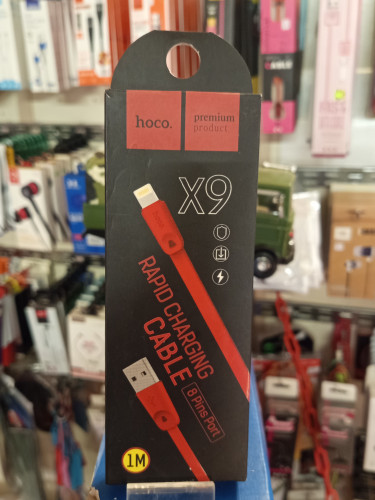 hoco.
premium
product
X9
RAPID CHARGING
CABLE
8 Pins Port
1M